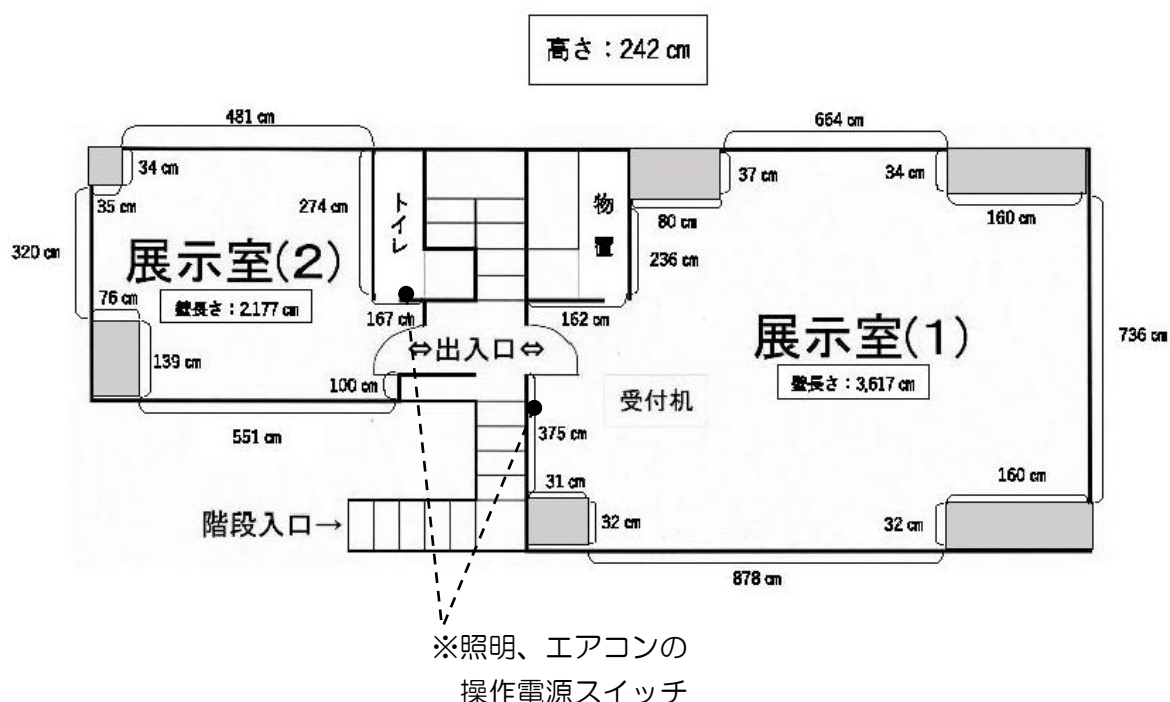 高さ：242 cm
481 cm
664 cm
34 cm
37 cm
34 cm
35 cm
274 cm
トイレ
物置
80 cm
160 cm
320 cm
展示室(2)
236 cm
76 cm
壁長さ：2,177 cm
167 cm
162 cm
展示室(1)
736 cm
139 cm
⇔出入口⇔
壁長さ：3,617 cm
100 cm
受付机
551 cm
375 cm
31 cm
160 cm
階段入口→
32 cm
32 cm
878 cm
※照明、エアコンの
操作電源スイッチ